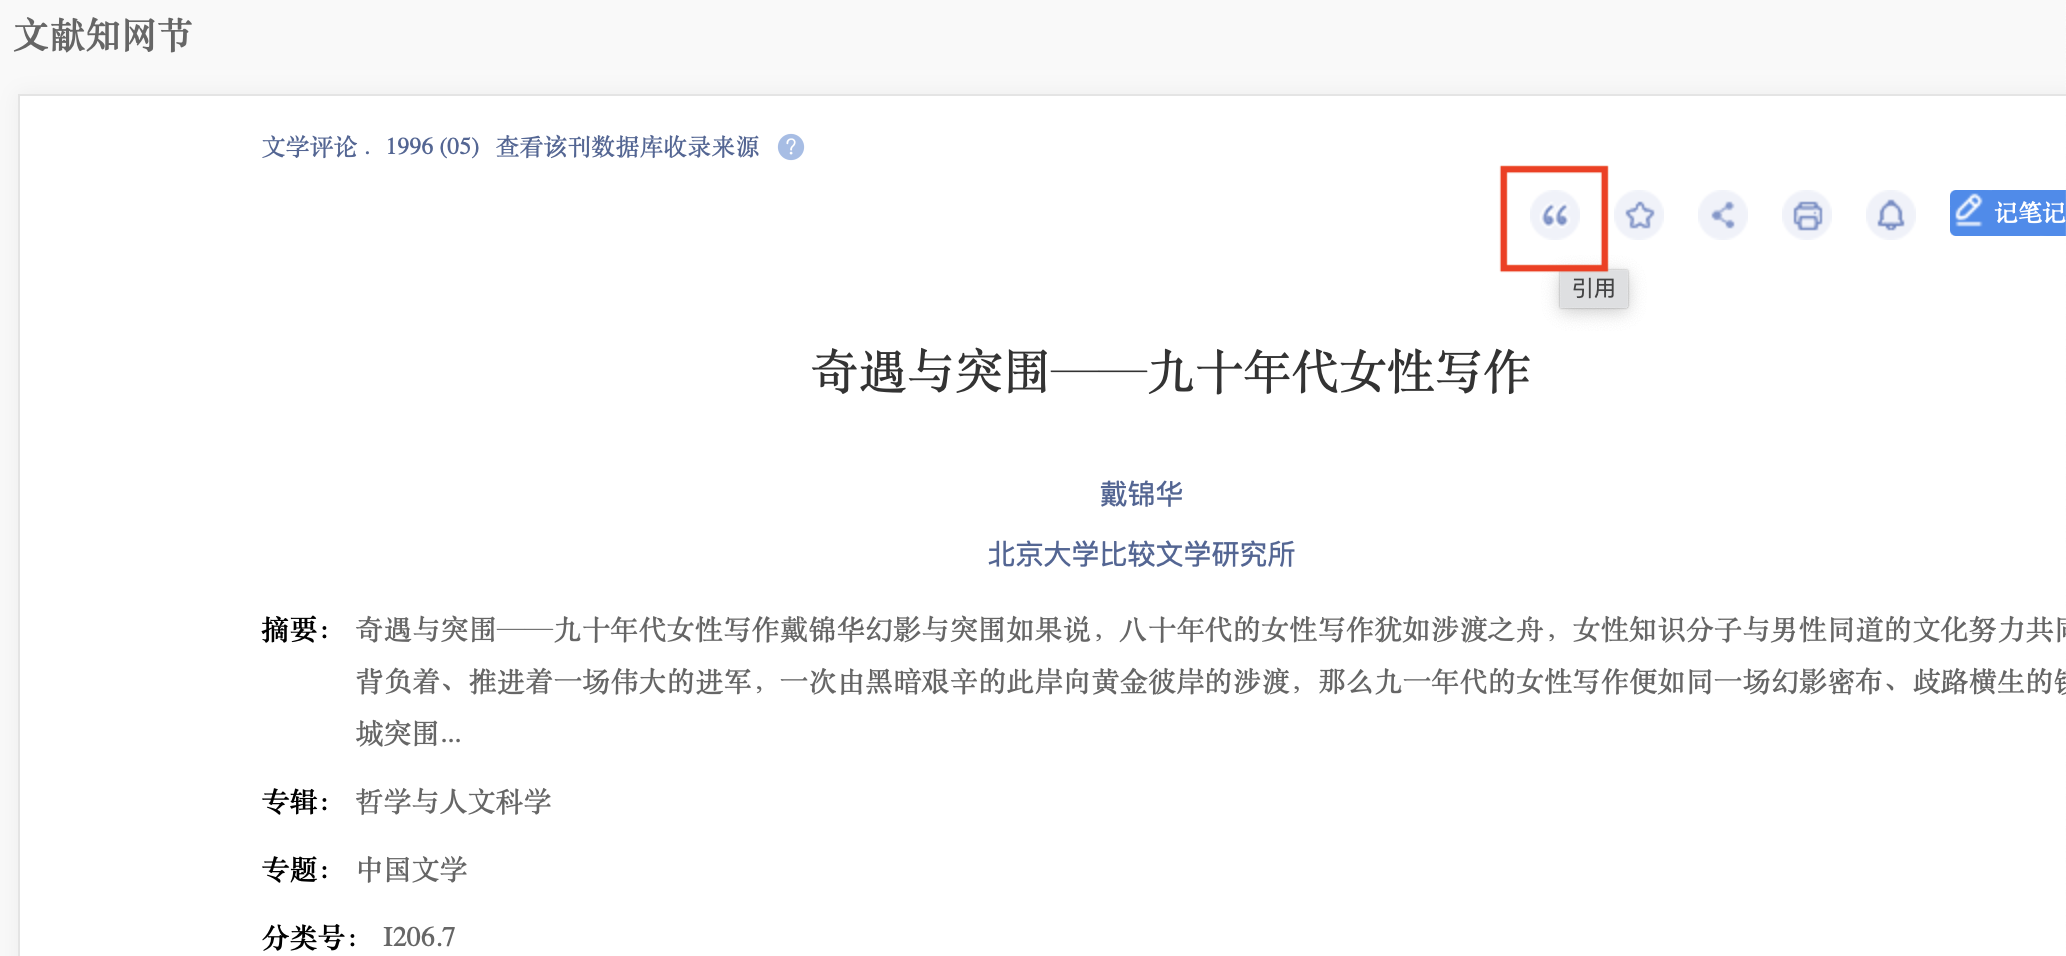 文献知网节
文学评论． 1996 (05) 查看该刊数据库收录来源 ?
记笔记
引用
奇遇与突围——九十年代女性写作
戴锦华
北京大学比较文学研究所
摘要： 奇遇与突围——九十年代女性写作戴锦华幻影与突围如果说，八十年代的女性写作犹如涉渡之舟，女性知识分子与男性同道的文化努力共
背负着、推进着一场伟大的进军，一次由黑暗艰辛的此岸向黄金彼岸的涉渡，那么九一年代的女性写作便如同一场幻影密布、歧路横生的
城突围...
专辑： 哲学与人文科学
专题： 中国文学
分类号： I206.7